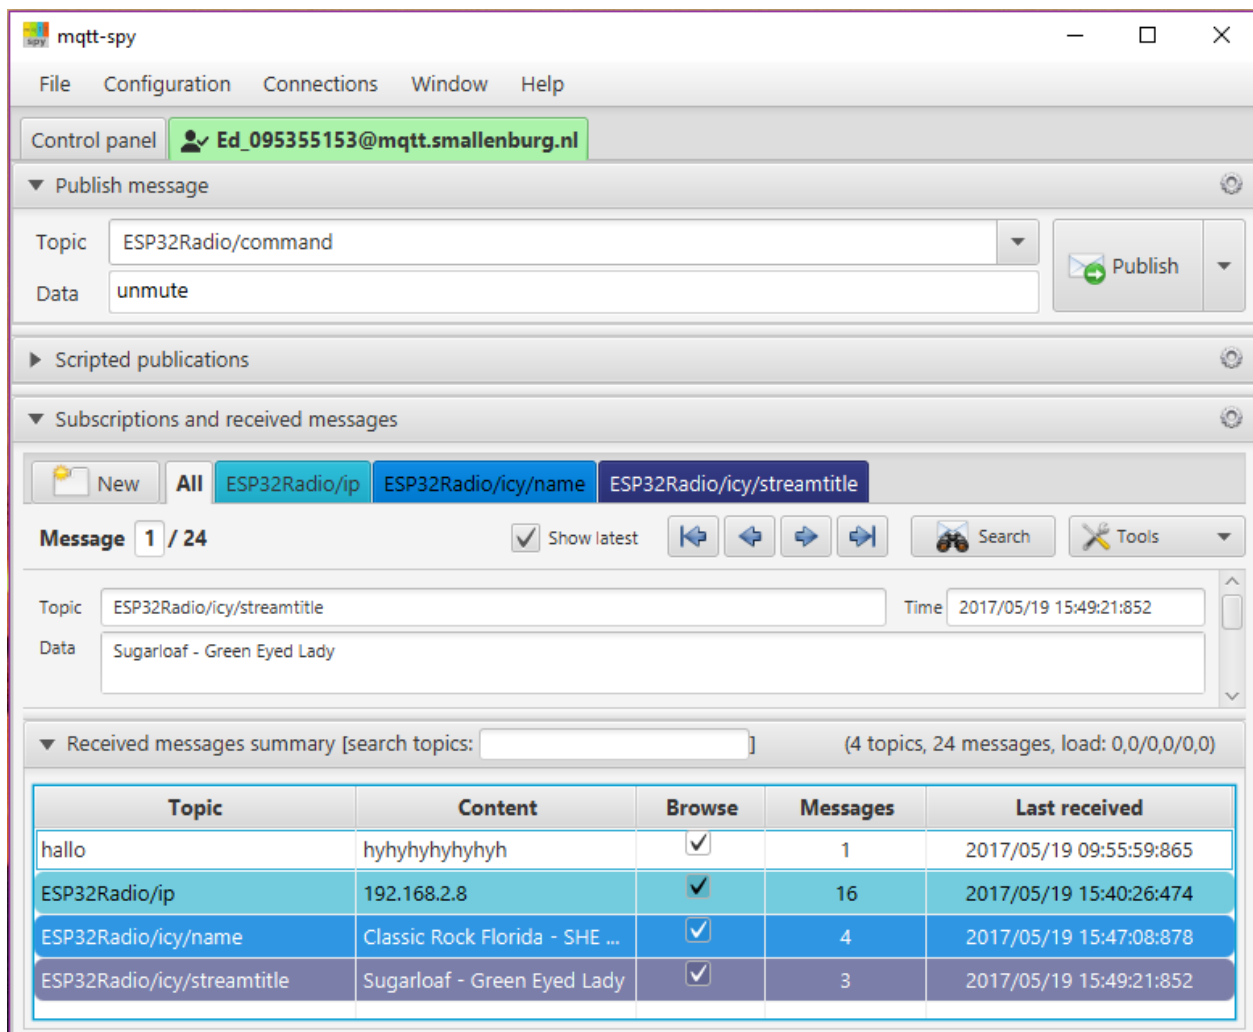 mqtt-spy
File Configuration Connections Window Help
Control panel Ed_095355153@mqtt.smallenburg.nl
Publish message
Topic ESP32Radio/command
Publish
Data unmute
Scripted publications
Subscriptions and received messages
New All ESP32Radio/ip ESP32Radio/icy/name ESP32Radio/icy/streamtitle
Message 1 / 24 Show latest Search Tools
Topic ESP32Radio/icy/streamtitle Time 2017/05/19 15:49:21:852
Data Sugarloaf - Green Eyed Lady
Received messages summary [search topics: ] (4 topics, 24 messages, load: 0,0/0,0/0,0)
Topic Content Browse Messages Last received
hallo hyhyhyhyhyhyh 1 2017/05/19 09:55:59:865
ESP32Radio/ip 192.168.2.8 16 2017/05/19 15:40:26:474
ESP32Radio/icy/name Classic Rock Florida - SHE ... 4 2017/05/19 15:47:08:878
ESP32Radio/icy/streamtitle Sugarloaf - Green Eyed Lady 3 2017/05/19 15:49:21:852